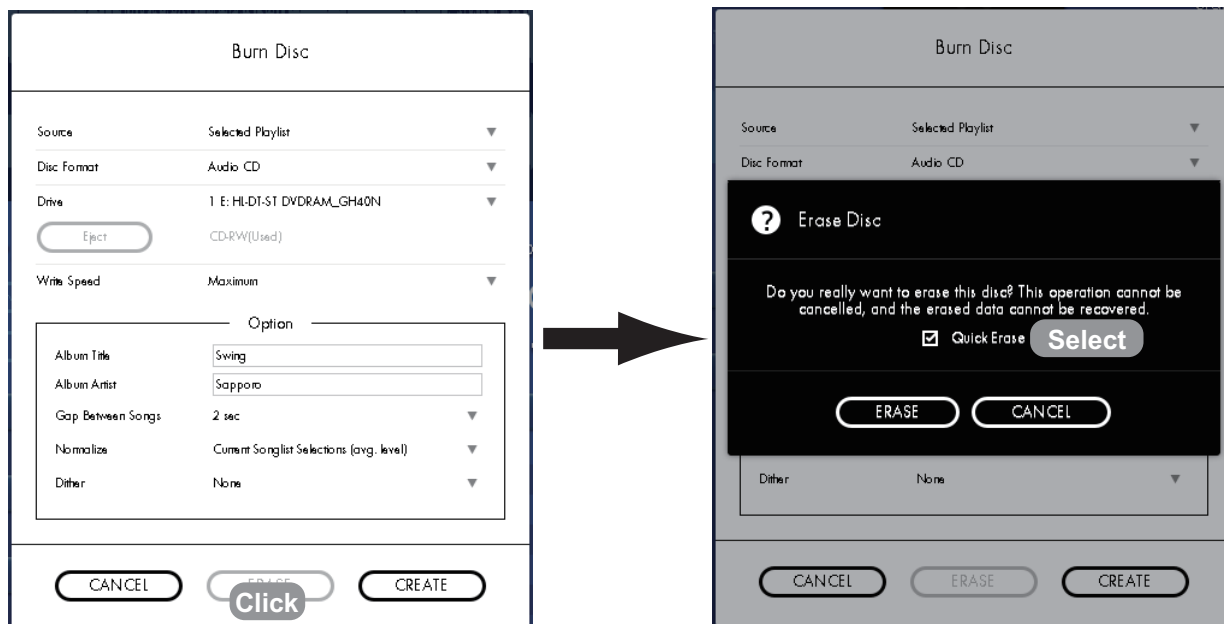 Burn Disc
Source Selected Playlist ▼
Disc Format Audio CD ▼
Drive 1 E: HL-DT-ST DVDRAM_GH40N ▼
Eject CD-RW(Used)
Write Speed Maximum ▼
Option
Album Title Swing
Album Artist Sapporo
Gap Between Songs 2 sec ▼
Normalize Current Songlist Selections (avg. level) ▼
Dither None ▼
CANCEL ERASE CREATE
Click
Burn Disc
Source Selected Playlist ▼
Disc Format Audio CD ▼
? Erase Disc
Do you really want to erase this disc? This operation cannot be
cancelled, and the erased data cannot be recovered.
Quick Erase Select
ERASE CANCEL
Dither None ▼
CANCEL ERASE CREATE